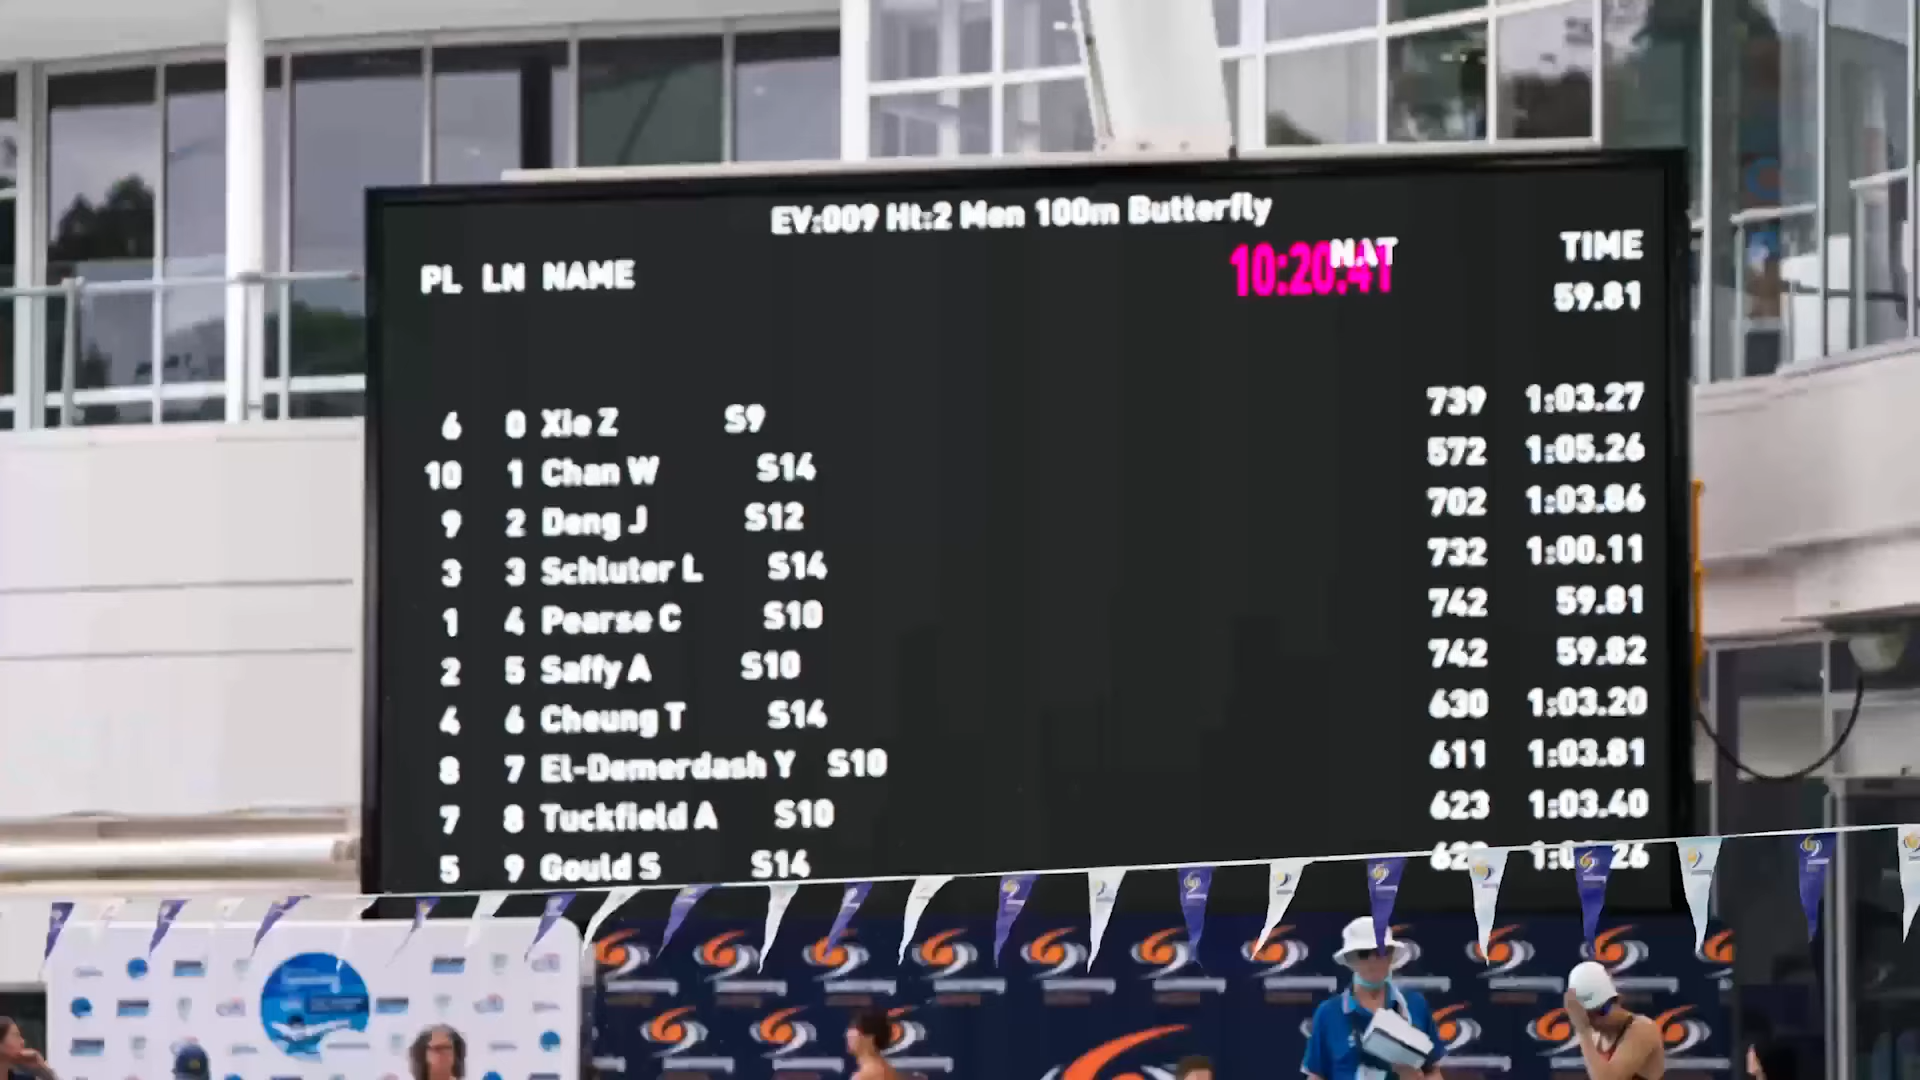 EV:009 Ht:2 Men 100m Butterfly
PL LN NAME NAT TIME
10:20:41
59.81
6 0 Xie Z S9 739 1:03.27
10 1 Chan W S14 572 1:05.26
9 2 Deng J S12 702 1:03.86
3 3 Schluter L S14 732 1:00.11
1 4 Pearse C S10 742 59.81
2 5 Saffy A S10 742 59.82
4 6 Cheung T S14 630 1:03.20
8 7 El-Demerdash Y S10 611 1:03.81
7 8 Tuckfield A S10 623 1:03.40
5 9 Gould S S14